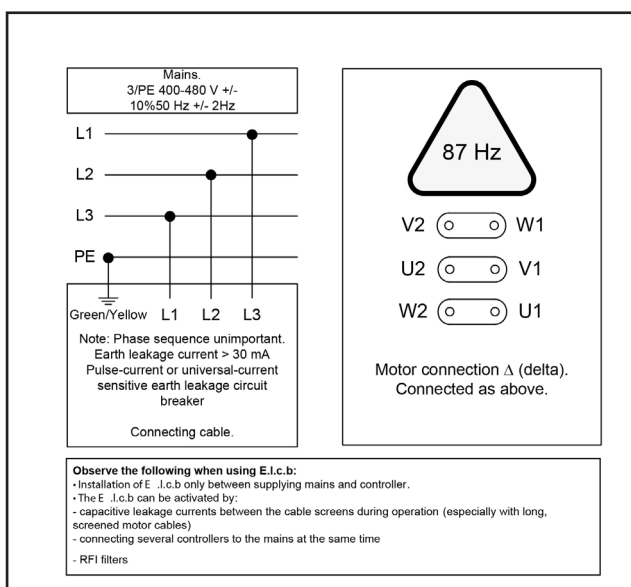 Mains.
3/PE 400-480 V +/-
10%50 Hz +/- 2Hz
L1
L2
L3
PE
Green/Yellow L1 L2 L3
Note: Phase sequence unimportant.
Earth leakage current > 30 mA
Pulse-current or universal-current
sensitive earth leakage circuit
breaker
Connecting cable.
87 Hz
V2 W1
U2 V1
W2 U1
Motor connection Δ (delta).
Connected as above.
Observe the following when using E.l.c.b:
• Installation of E .l.c.b only between supplying mains and controller.
• The E .l.c.b can be activated by:
- capacitive leakage currents between the cable screens during operation (especially with long,
screened motor cables)
- connecting several controllers to the mains at the same time
- RFI filters